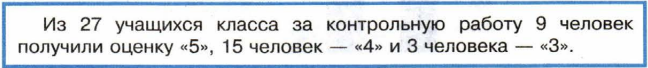 Из 27 учащихся класса за контрольную работу 9 человек
получили оценку «5», 15 человек — «4» и 3 человека — «3».